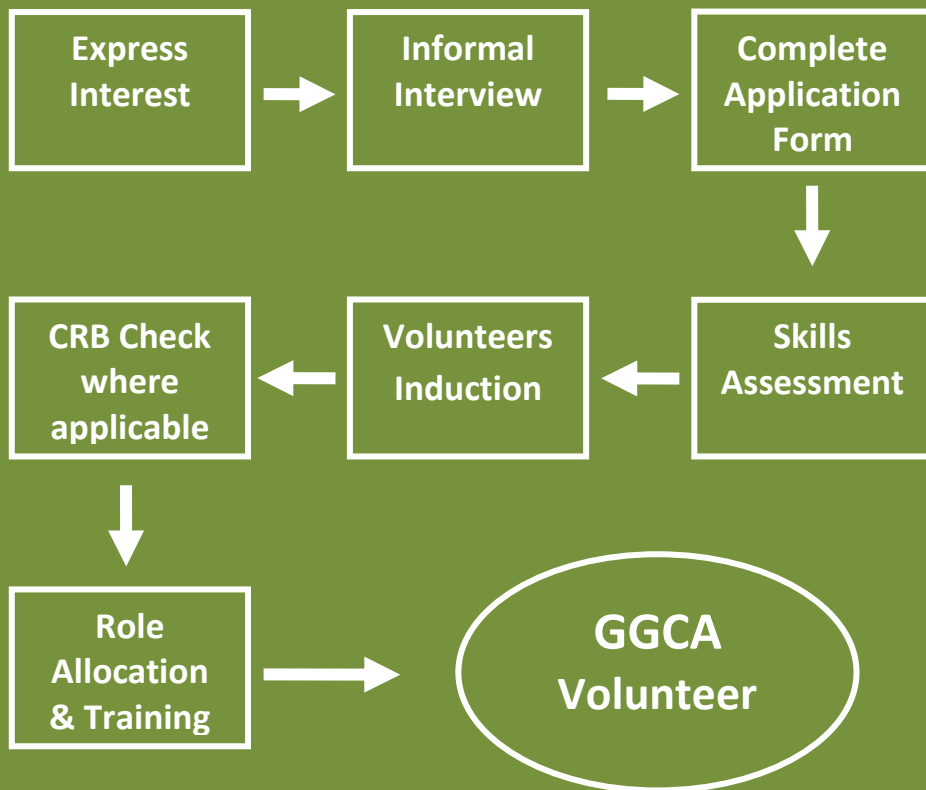 Express
Interest
Informal
Interview
Complete
Application
Form
Skills
Assessment
Volunteers
Induction
CRB Check
where
applicable
Role
Allocation
& Training
GGCA
Volunteer